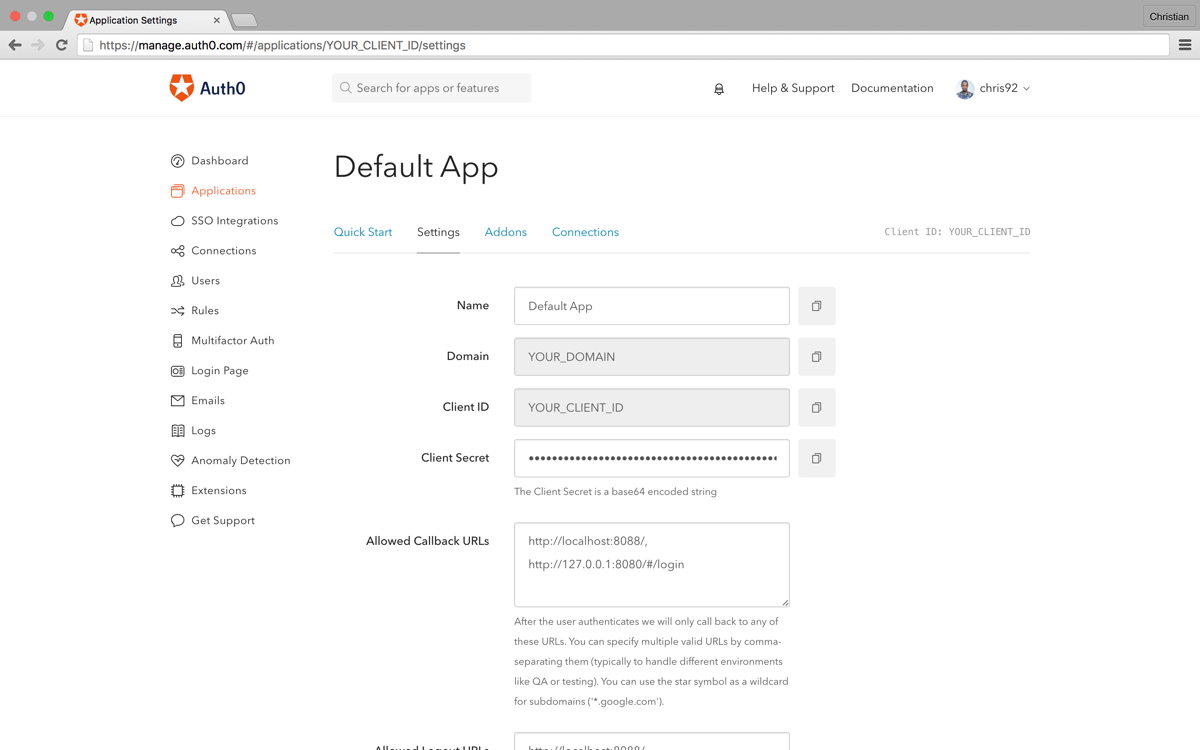 Application Settings
Christian
https://manage.auth0.com/#/applications/YOUR_CLIENT_ID/settings
Auth0
Search for apps or features
Help & Support
Documentation
chris92
Dashboard
Applications
SSO Integrations
Connections
Users
Rules
Multifactor Auth
Login Page
Emails
Logs
Anomaly Detection
Extensions
Get Support
Default App
Quick Start
Settings
Addons
Connections
Client ID: YOUR_CLIENT_ID
Name
Default App
Domain
YOUR_DOMAIN
Client ID
YOUR_CLIENT_ID
Client Secret
The Client Secret is a base64 encoded string
Allowed Callback URLs
http://localhost:8088/,
http://127.0.0.1:8080/#/login
After the user authenticates we will only call back to any of
these URLs. You can specify multiple valid URLs by comma-
separating them (typically to handle different environments
like QA or testing). You can use the star symbol as a wildcard
for subdomains ('*.google.com').
Allowed Logout URLs
http://localhost:8088/